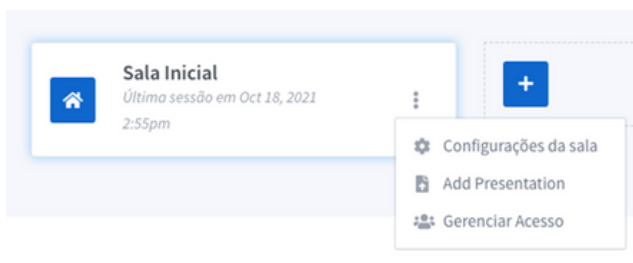 Sala Inicial
Última sessão em Oct 18, 2021
2:55pm
Configurações da sala
Add Presentation
Gerenciar Acesso